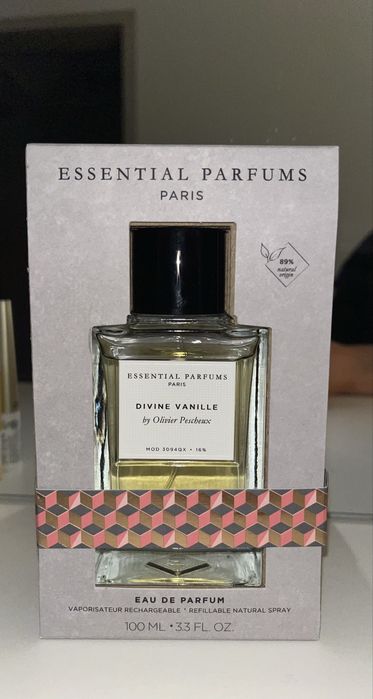 ESSENTIAL PARFUMS
PARIS
89%
natural
origin
ESSENTIAL PARFUMS
PARIS
DIVINE VANILLE
by Olivier Pescheux
MOD 3094QX • 16%
EAU DE PARFUM
VAPORISATEUR RECHARGEABLE • REFILLABLE NATURAL SPRAY
100 ML • 3.3 FL. OZ.